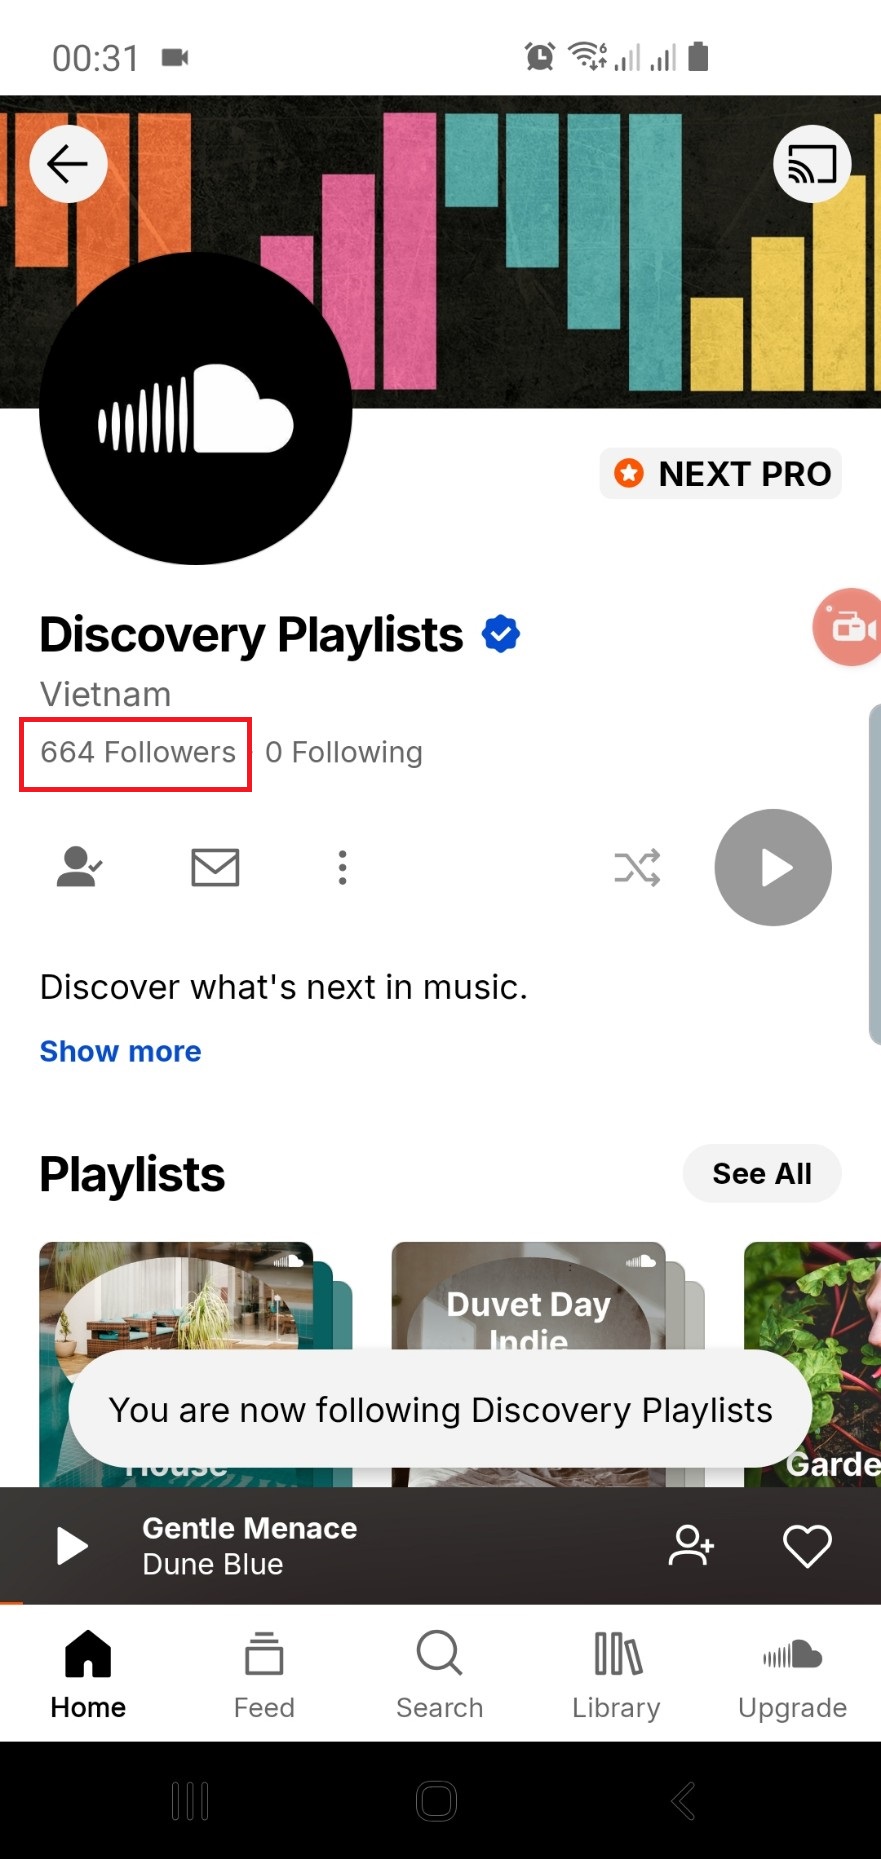 00:31
6
NEXT PRO
Discovery Playlists
Vietnam
664 Followers
0 Following
Discover what's next in music.
Show more
Playlists
See All
Duvet Day
Indie
Garde
House
You are now following Discovery Playlists
Gentle Menace
Dune Blue
Home
Feed
Search
Library
Upgrade